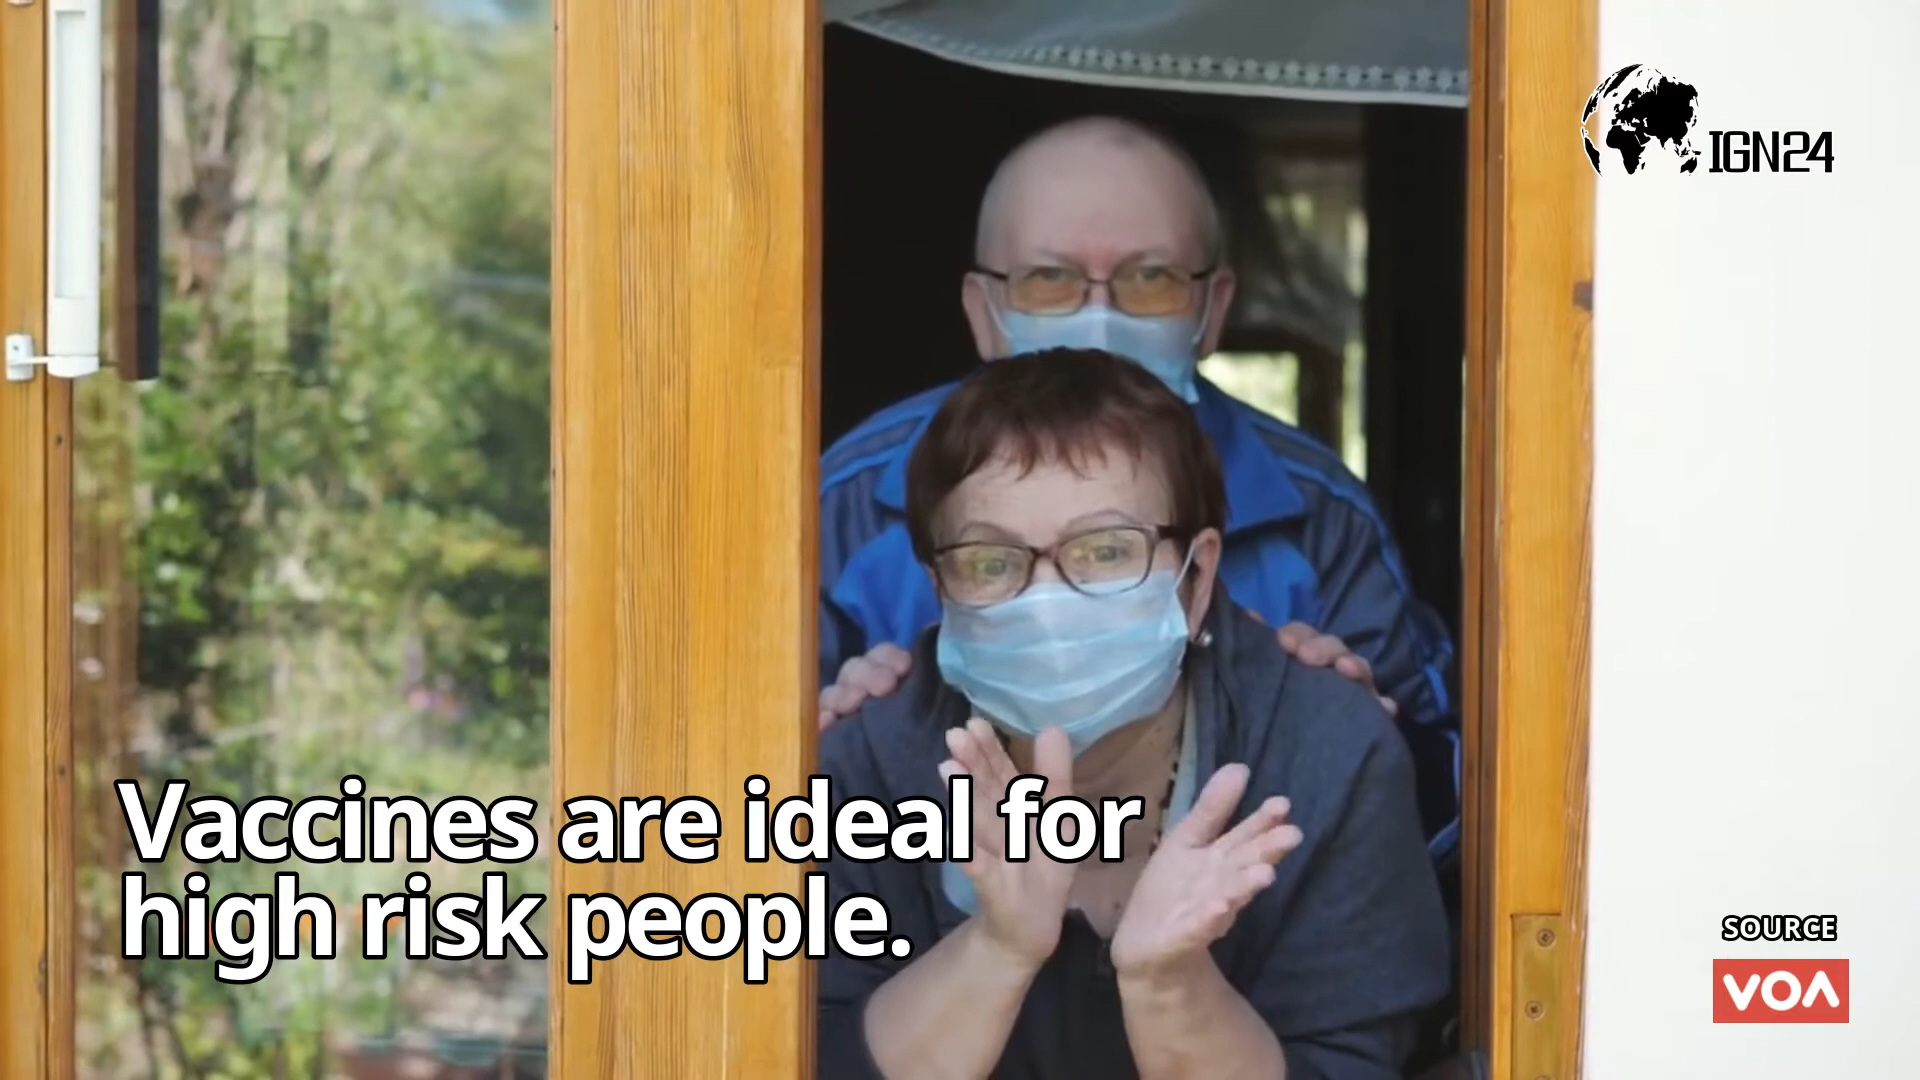 IGN24
Vaccines are ideal for
high risk people.
SOURCE
VOA